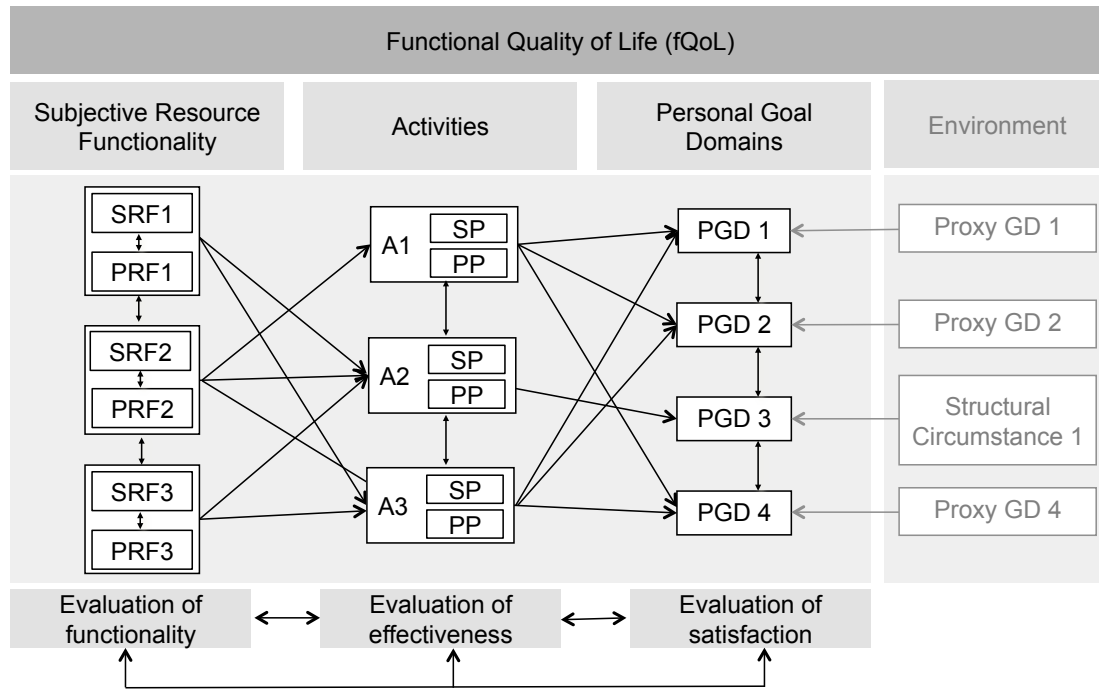 Functional Quality of Life (fQoL)
Subjective Resource
Functionality
Activities
Personal Goal
Domains
Environment
SRF1
PRF1
SRF2
PRF2
SRF3
PRF3
A1
SP
PP
A2
SP
PP
A3
SP
PP
PGD 1
PGD 2
PGD 3
PGD 4
Proxy GD 1
Proxy GD 2
Structural
Circumstance 1
Proxy GD 4
Evaluation of
functionality
Evaluation of
effectiveness
Evaluation of
satisfaction